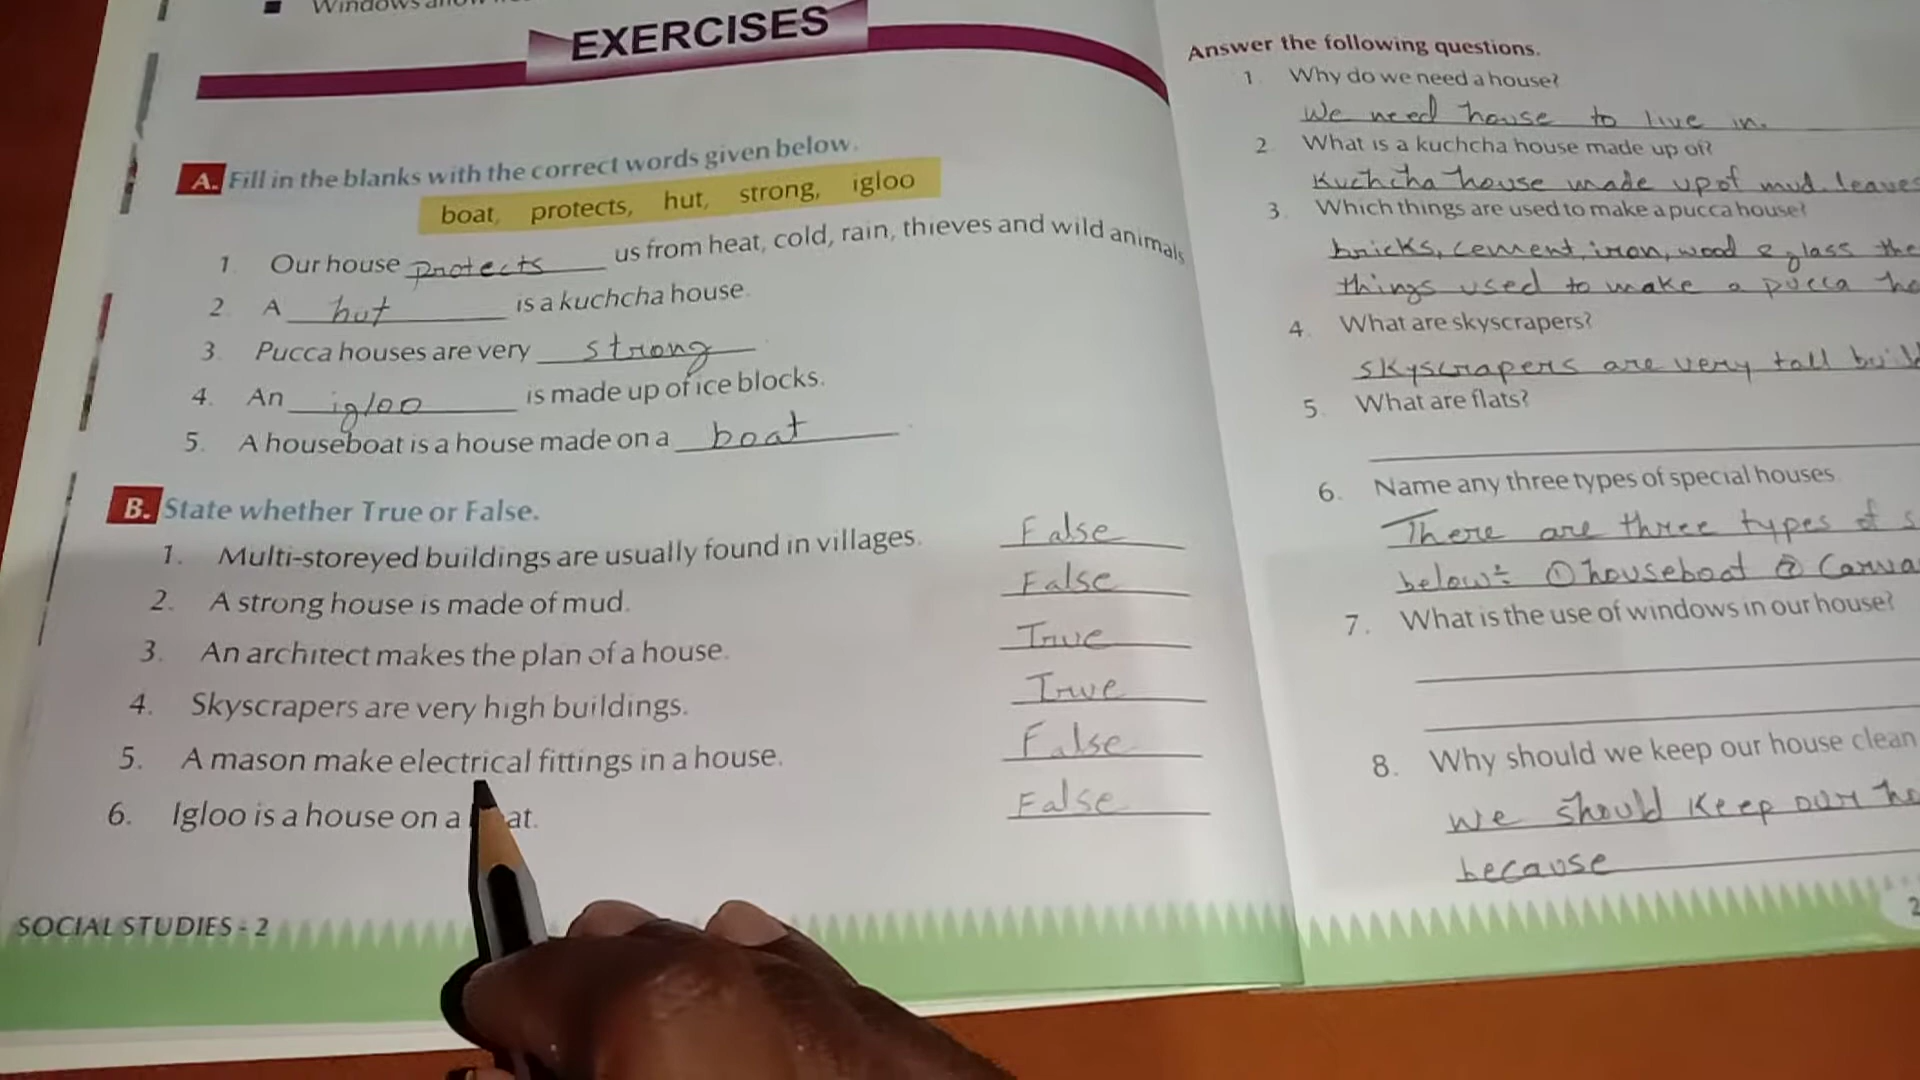 EXERCISES
A. Fill in the blanks with the correct words given below.
boat, protects, hut, strong, igloo
1. Our house protects us from heat, cold, rain, thieves and wild animals
2. A hut is a kuchcha house.
3. Pucca houses are very strong.
4. An igloo is made up of ice blocks.
5. A houseboat is a house made on a boat.
B. State whether True or False.
1. Multi-storeyed buildings are usually found in villages. False
2. A strong house is made of mud. False
3. An architect makes the plan of a house. True
4. Skyscrapers are very high buildings. True
5. A mason make electrical fittings in a house. False
6. Igloo is a house on a at. False
SOCIAL STUDIES - 2
Answer the following questions.
1. Why do we need a house?
We need house to live in.
2. What is a kuchcha house made up of?
Kuchcha house made up of mud leaves
3. Which things are used to make a pucca house?
bricks, cement, iron, wood & glass the
things used to make a pucca ho
4. What are skyscrapers?
skyscrapers are very tall build
5. What are flats?
6. Name any three types of special houses.
There are three types of s
below:- ① houseboat ② Carva
7. What is the use of windows in our house?
8. Why should we keep our house clean
We should keep our ho
because
2